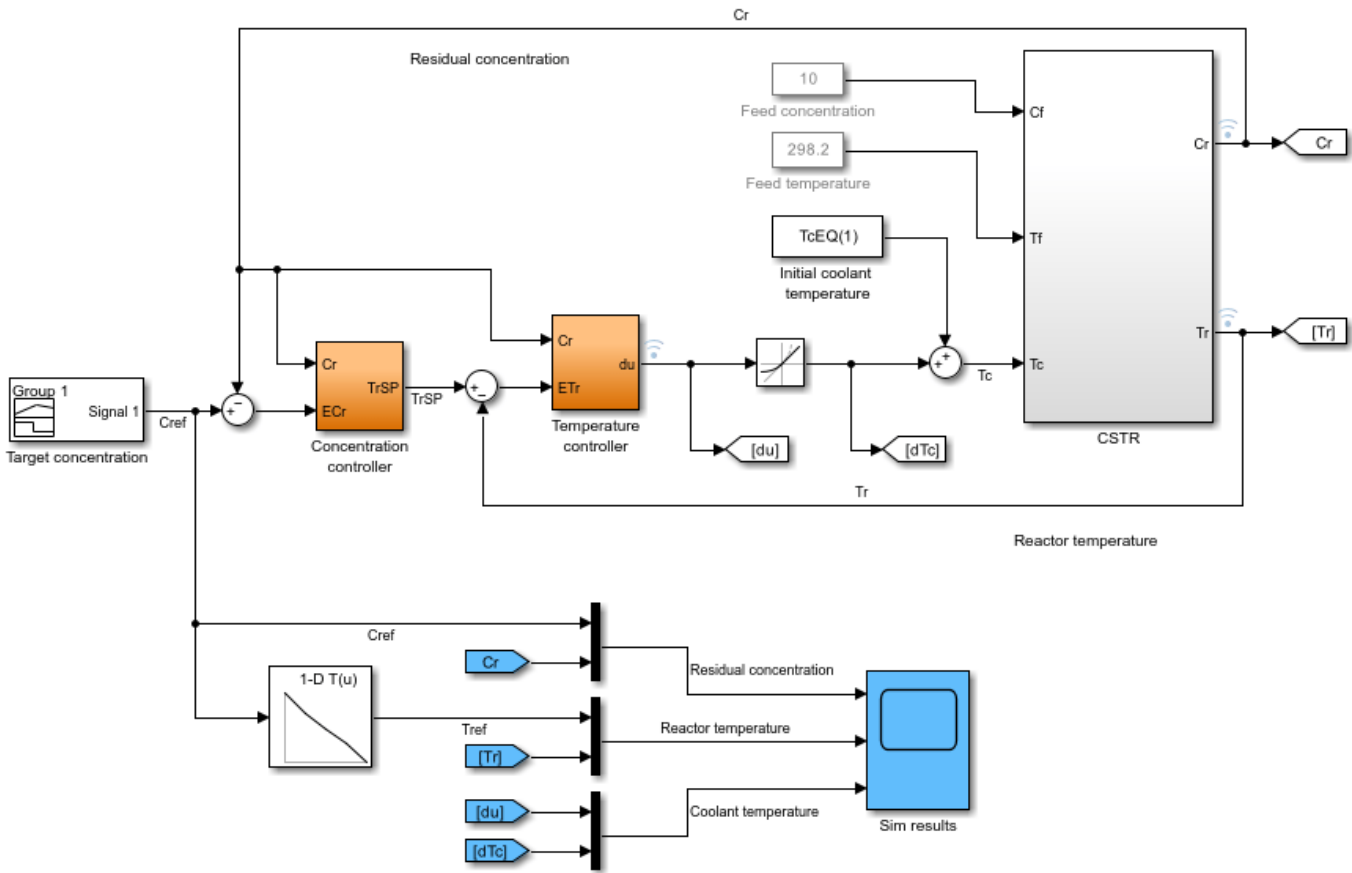 Cr
Residual concentration
10
Feed concentration
298.2
Feed temperature
TcEQ(1)
Initial coolant
temperature
Cf
Tf
Tc
Cr
Tr
CSTR
Cr
[Tr]
Group 1
Signal 1
Target concentration
Cref
+
−
Cr
ECr
TrSP
Concentration
controller
TrSP
+
−
Cr
ETr
du
Temperature
controller
[du]
[dTc]
+
+
Tc
Tr
Reactor temperature
Cref
Cr
Residual concentration
1-D T(u)
Tref
[Tr]
Reactor temperature
[du]
[dTc]
Coolant temperature
Sim results